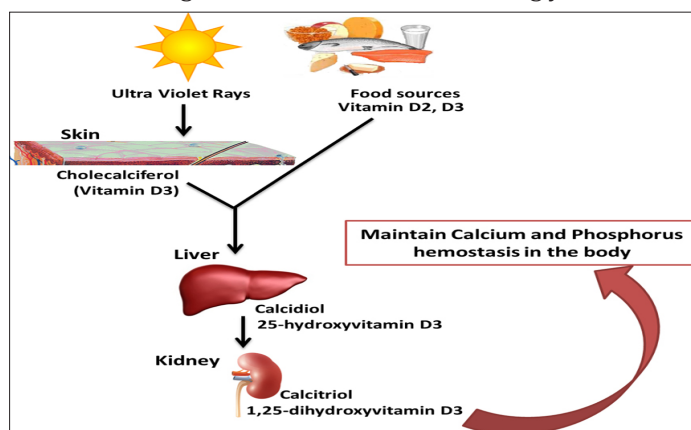 Ultra Violet Rays
Food sources
Vitamin D2, D3
Skin
Cholecalciferol
(Vitamin D3)
Maintain Calcium and Phosphorus
hemostasis in the body
Liver
Calcidiol
25-hydroxyvitamin D3
Kidney
Calcitriol
1,25-dihydroxyvitamin D3